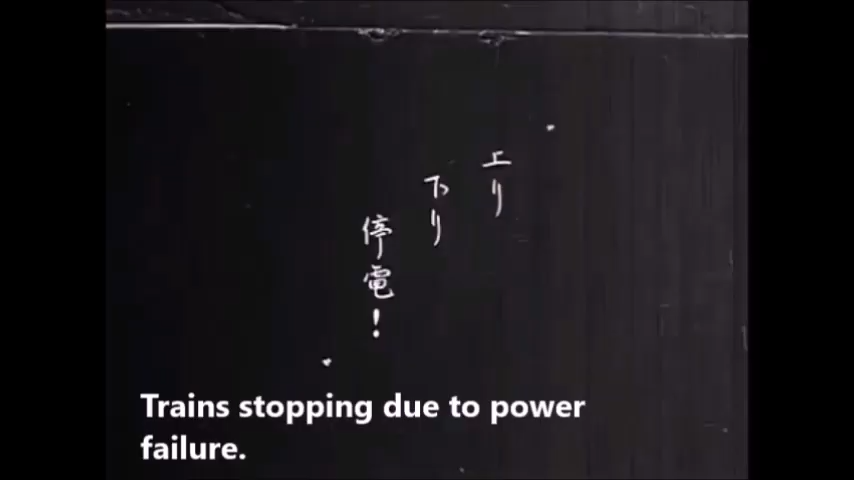 上り
下り
停電!
Trains stopping due to power
failure.